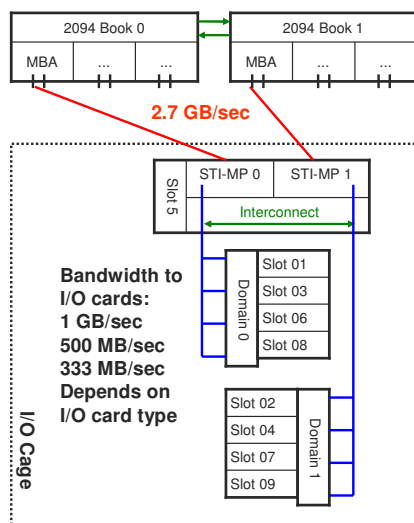 2094 Book 0
2094 Book 1
MBA
...
...
MBA
...
...
2.7 GB/sec
Slot 5
STI-MP 0
STI-MP 1
Interconnect
Bandwidth to
I/O cards:
1 GB/sec
500 MB/sec
333 MB/sec
Depends on
I/O card type
Domain 0
Slot 01
Slot 03
Slot 06
Slot 08
Slot 02
Slot 04
Slot 07
Slot 09
Domain 1
I/O Cage